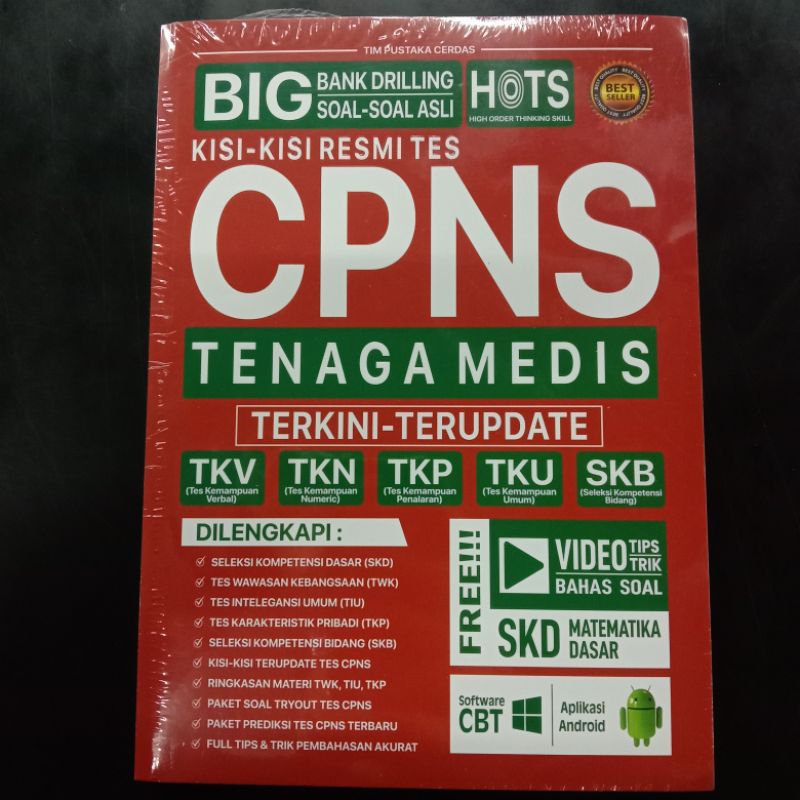 TIM PUSTAKA CERDAS
BIG BANK DRILLING
SOAL-SOAL ASLI
HOTS
HIGH ORDER THINKING SKILL
BEST QUALITY
BEST
SELLER
KISI-KISI RESMI TES
CPNS
TENAGA MEDIS
TERKINI-TERUPDATE
TKV
(Tes Kemampuan
Verbal)
TKN
(Tes Kemampuan
Numeric)
TKP
(Tes Kemampuan
Penalaran)
TKU
(Tes Kemampuan
Umum)
SKB
(Seleksi Kompetensi
Bidang)
DILENGKAPI :
SELEKSI KOMPETENSI DASAR (SKD)
TES WAWASAN KEBANGSAAN (TWK)
TES INTELEGANSI UMUM (TIU)
TES KARAKTERISTIK PRIBADI (TKP)
SELEKSI KOMPETENSI BIDANG (SKB)
KISI-KISI TERUPDATE TES CPNS
RINGKASAN MATERI TWK, TIU, TKP
PAKET SOAL TRYOUT TES CPNS
PAKET PREDIKSI TES CPNS TERBARU
FULL TIPS & TRIK PEMBAHASAN AKURAT
FREE!!!
VIDEO TIPS
TRIK
BAHAS SOAL
SKD MATEMATIKA
DASAR
Software
CBT
Aplikasi
Android